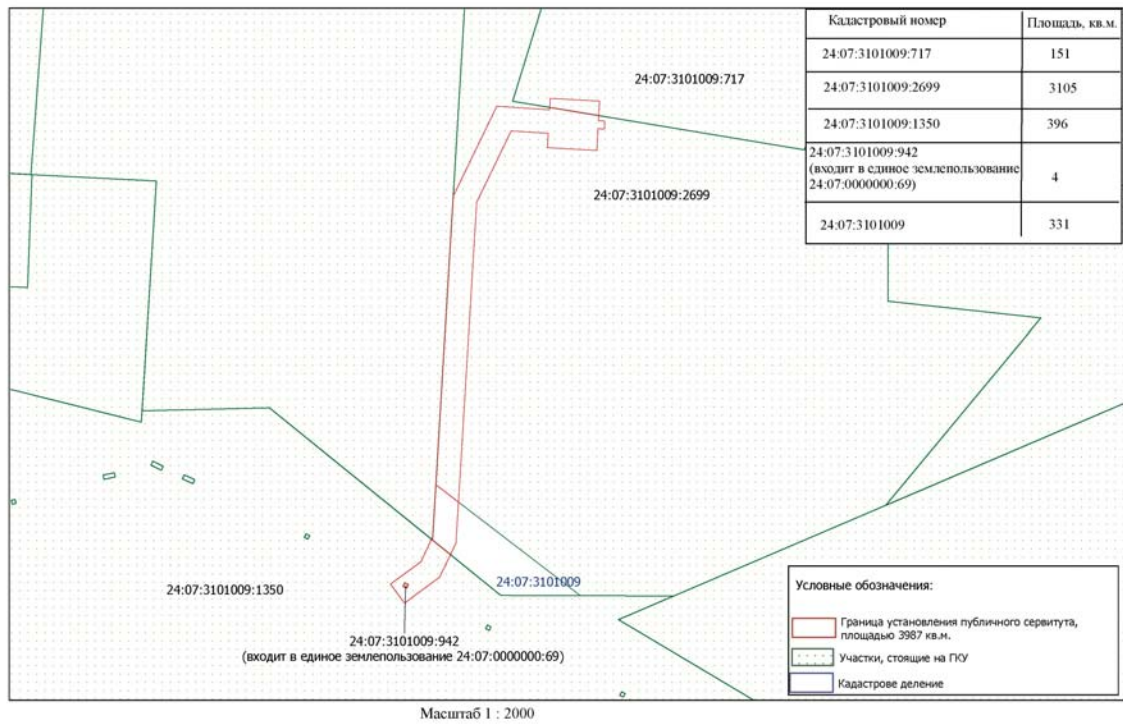 Кадастровый номер Площадь, кв.м.
24:07:3101009:717 151
24:07:3101009:2699 3105
24:07:3101009:1350 396
24:07:3101009:942
(входит в единое землепользование
24:07:0000000:69) 4
24:07:3101009 331
24:07:3101009:717
24:07:3101009:2699
24:07:3101009
24:07:3101009:1350
24:07:3101009:942
(входит в единое землепользование 24:07:0000000:69)
Условные обозначения:
Граница установления публичного сервитута,
площадью 3987 кв.м.
Участки, стоящие на ГКУ
Кадастрове деление
Масштаб 1 : 2000